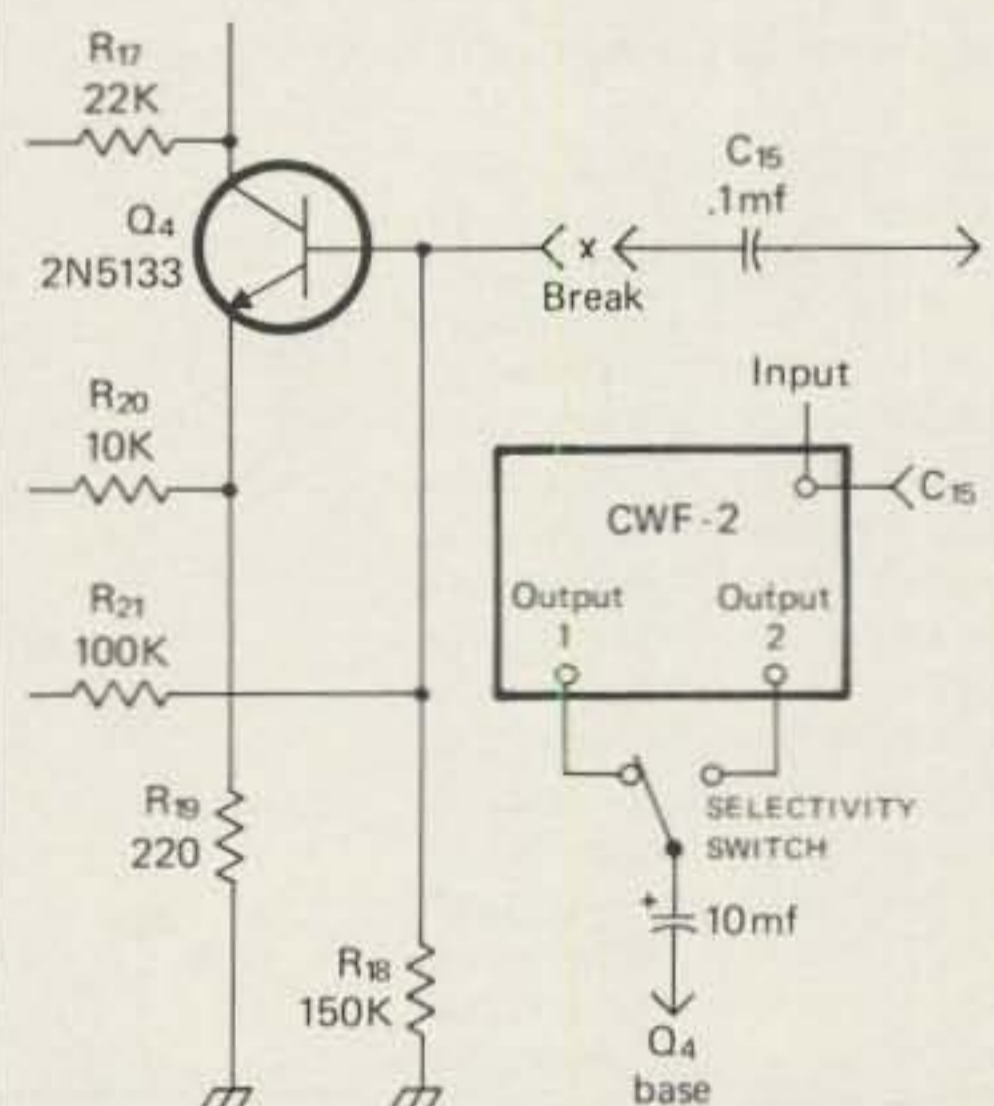 R17
22K
C15
.1mf
Q4
2N5133
x
Break
Input
R20
10K
C15
CWF-2
Output
1
Output
2
R21
100K
SELECTIVITY
SWITCH
R19
220
+
10mf
R18
150K
Q4
base